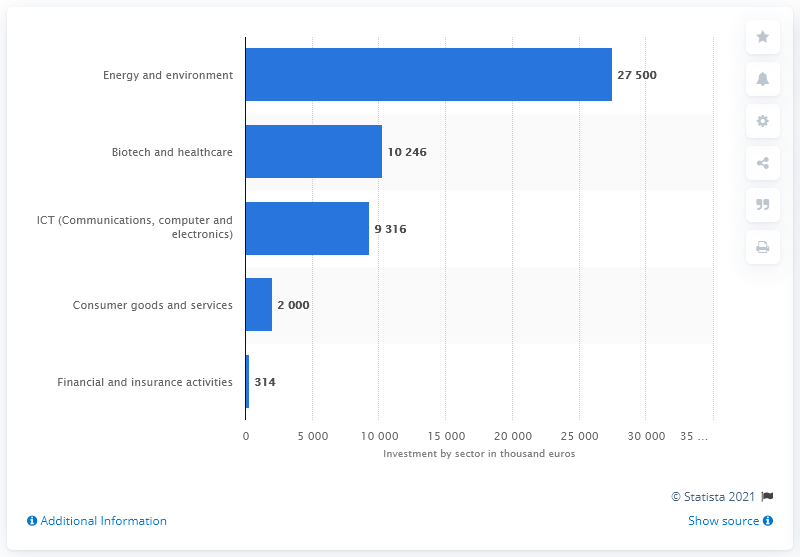 Energy and environment
27 500
Biotech and healthcare
10 246
ICT (Communications, computer and
electronics)
9 316
Consumer goods and services
2 000
Financial and insurance activities
314
0 5 000 10 000 15 000 20 000 25 000 30 000 35 ...
Investment by sector in thousand euros
© Statista 2021
Additional Information
Show source